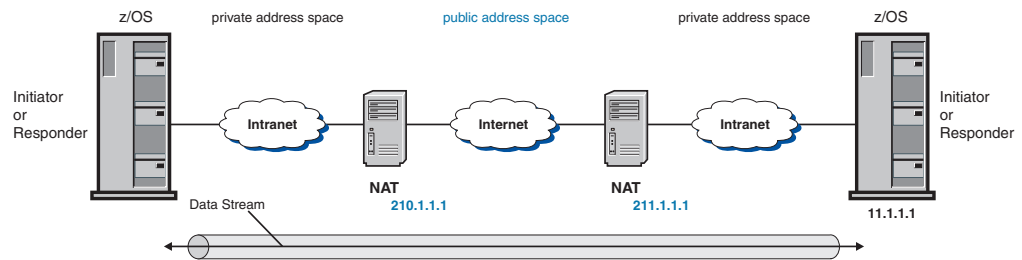 z/OS
private address space
public address space
private address space
z/OS
Initiator
or
Responder
Intranet
Internet
Intranet
Initiator
or
Responder
NAT
210.1.1.1
NAT
211.1.1.1
11.1.1.1
Data Stream